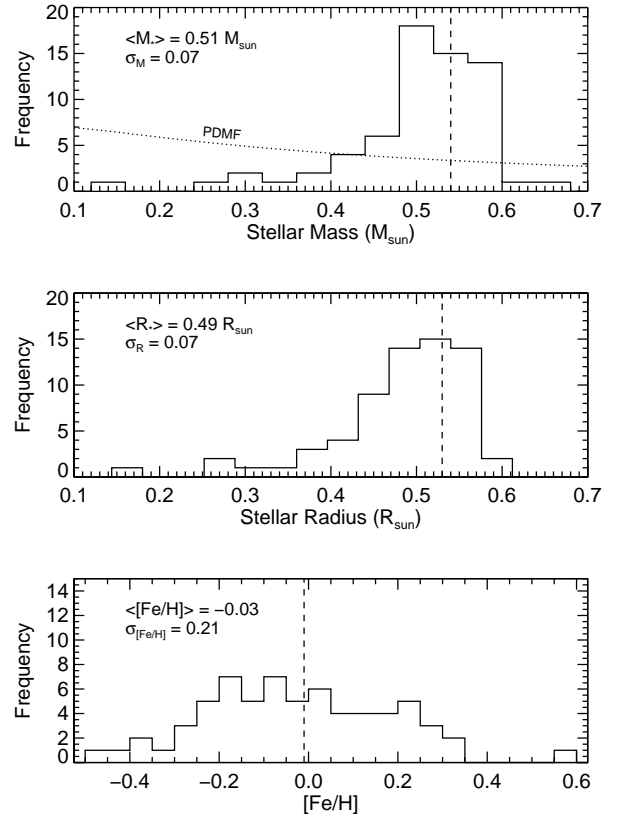 20
15
10
5
0
Frequency
<M*> = 0.51 Msun
σM = 0.07
PDMF
0.1 0.2 0.3 0.4 0.5 0.6 0.7
Stellar Mass (Msun)
20
15
10
5
0
Frequency
<R*> = 0.49 Rsun
σR = 0.07
0.1 0.2 0.3 0.4 0.5 0.6 0.7
Stellar Radius (Rsun)
14
12
10
8
6
4
2
0
Frequency
<[Fe/H]> = −0.03
σ[Fe/H] = 0.21
−0.4 −0.2 0.0 0.2 0.4 0.6
[Fe/H]